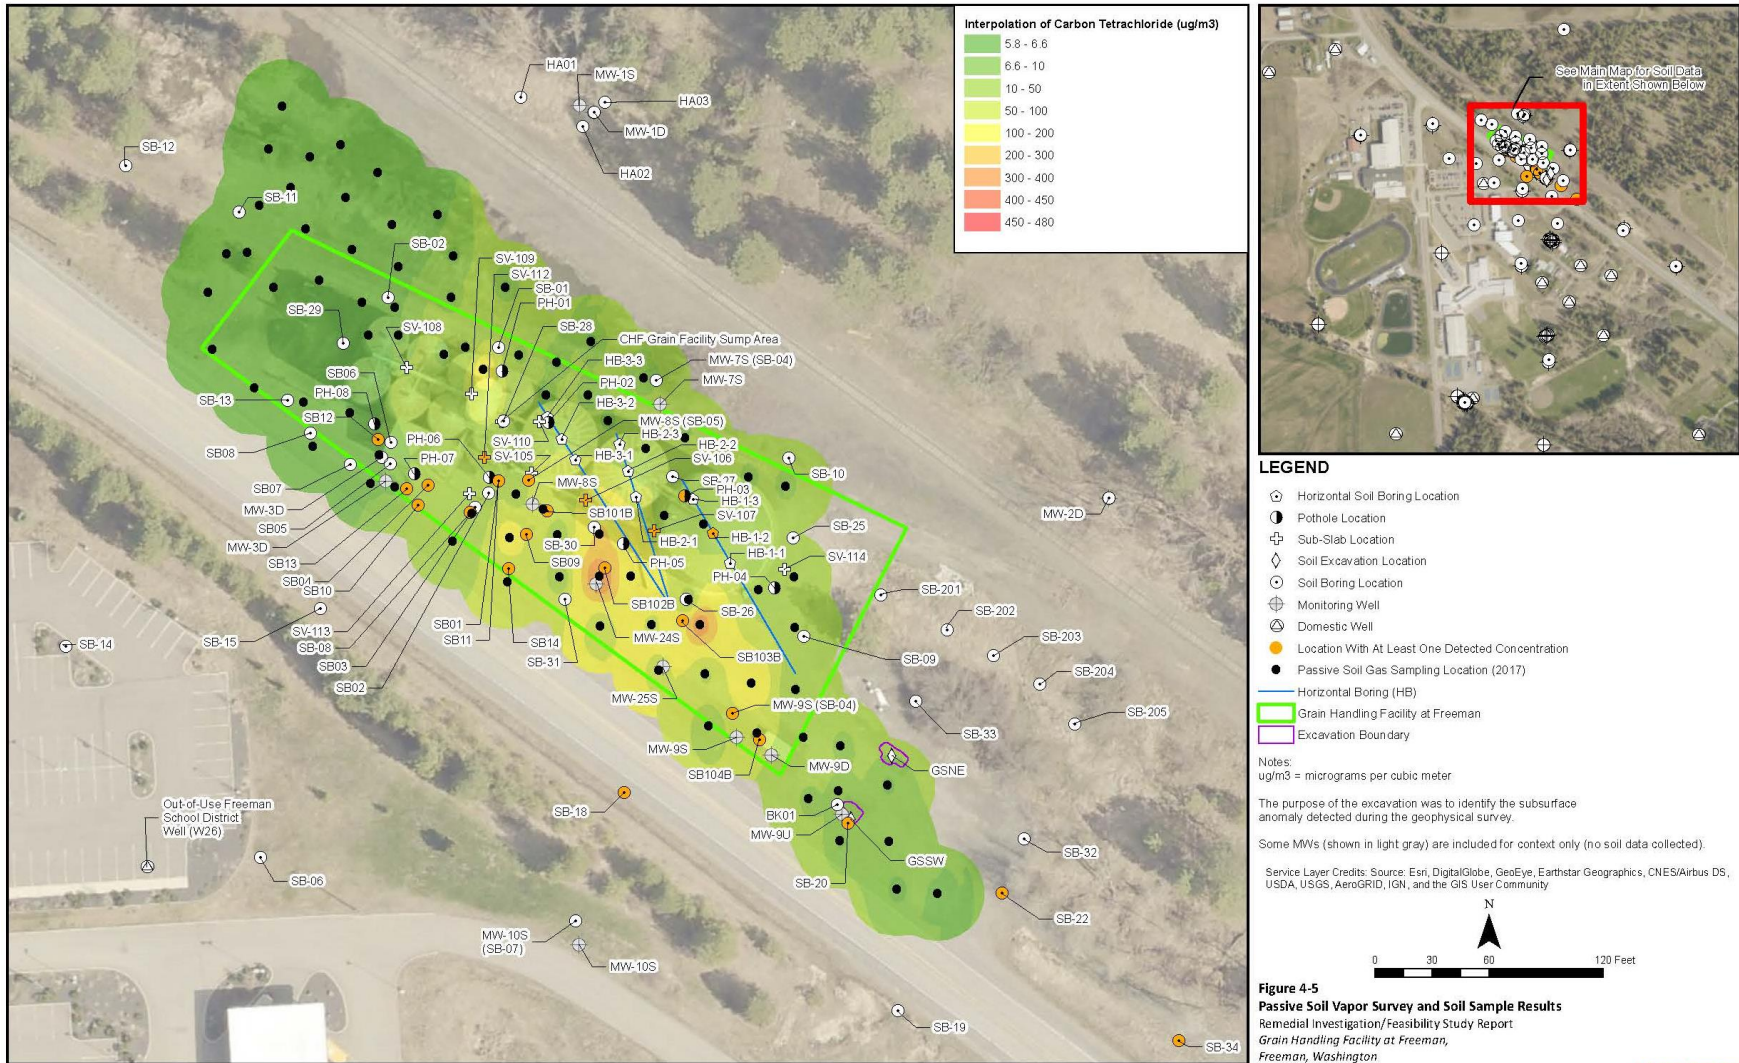 Interpolation of Carbon Tetrachloride (ug/m3)
5.8 - 6.6
6.6 - 10
10 - 50
50 - 100
100 - 200
200 - 300
300 - 400
400 - 450
450 - 480
HA01
MW-1S
HA03
MW-1D
HA02
SB-12
SB-11
SB-02
SV-109
SV-112
SB-01
PH-01
SB-29
SV-108
SB-28
CHF Grain Facility Sump Area
HB-3-3
MW-7S (SB-04)
PH-02
MW-7S
HB-3-2
SB06
PH-08
SB-13
SB12
MW-8S (SB-05)
HB-2-3
PH-06
SV-110
HB-2-2
SB08
SV-105
HB-3-1
SV-106
PH-07
SB-10
SB-27
MW-8S
SB07
PH-03
HB-1-3
MW-3D
SB101B
SV-107
MW-2D
SB05
SB-25
MW-3D
HB-2-1
HB-1-2
SB-30
HB-1-1
SB13
SB09
PH-05
SV-114
SB04
PH-04
SB10
SB-201
SB102B
SB-26
SB-202
SB-15
SV-113
SB01
MW-24S
SB-203
SB-14
SB-08
SB11
SB14
SB103B
SB-09
SB03
SB-31
SB-204
SB02
MW-25S
MW-9S (SB-04)
SB-205
SB-33
MW-9S
MW-9D
SB104B
GSNE
Out-of-Use Freeman
School District
Well (W26)
SB-18
BK01
MW-9U
SB-32
GSSW
SB-06
SB-20
SB-22
MW-10S
(SB-07)
MW-10S
SB-19
SB-34
See Main Map for Soil Data
in Extent Shown Below
LEGEND
Horizontal Soil Boring Location
Pothole Location
Sub-Slab Location
Soil Excavation Location
Soil Boring Location
Monitoring Well
Domestic Well
Location With At Least One Detected Concentration
Passive Soil Gas Sampling Location (2017)
Horizontal Boring (HB)
Grain Handling Facility at Freeman
Excavation Boundary
Notes:
ug/m3 = micrograms per cubic meter
The purpose of the excavation was to identify the subsurface
anomaly detected during the geophysical survey.
Some MWs (shown in light gray) are included for context only (no soil data collected).
Service Layer Credits: Source: Esri, DigitalGlobe, GeoEye, Earthstar Geographics, CNES/Airbus DS,
USDA, USGS, AeroGRID, IGN, and the GIS User Community
N
0 30 60 120 Feet
Figure 4-5
Passive Soil Vapor Survey and Soil Sample Results
Remedial Investigation/Feasibility Study Report
Grain Handling Facility at Freeman,
Freeman, Washington